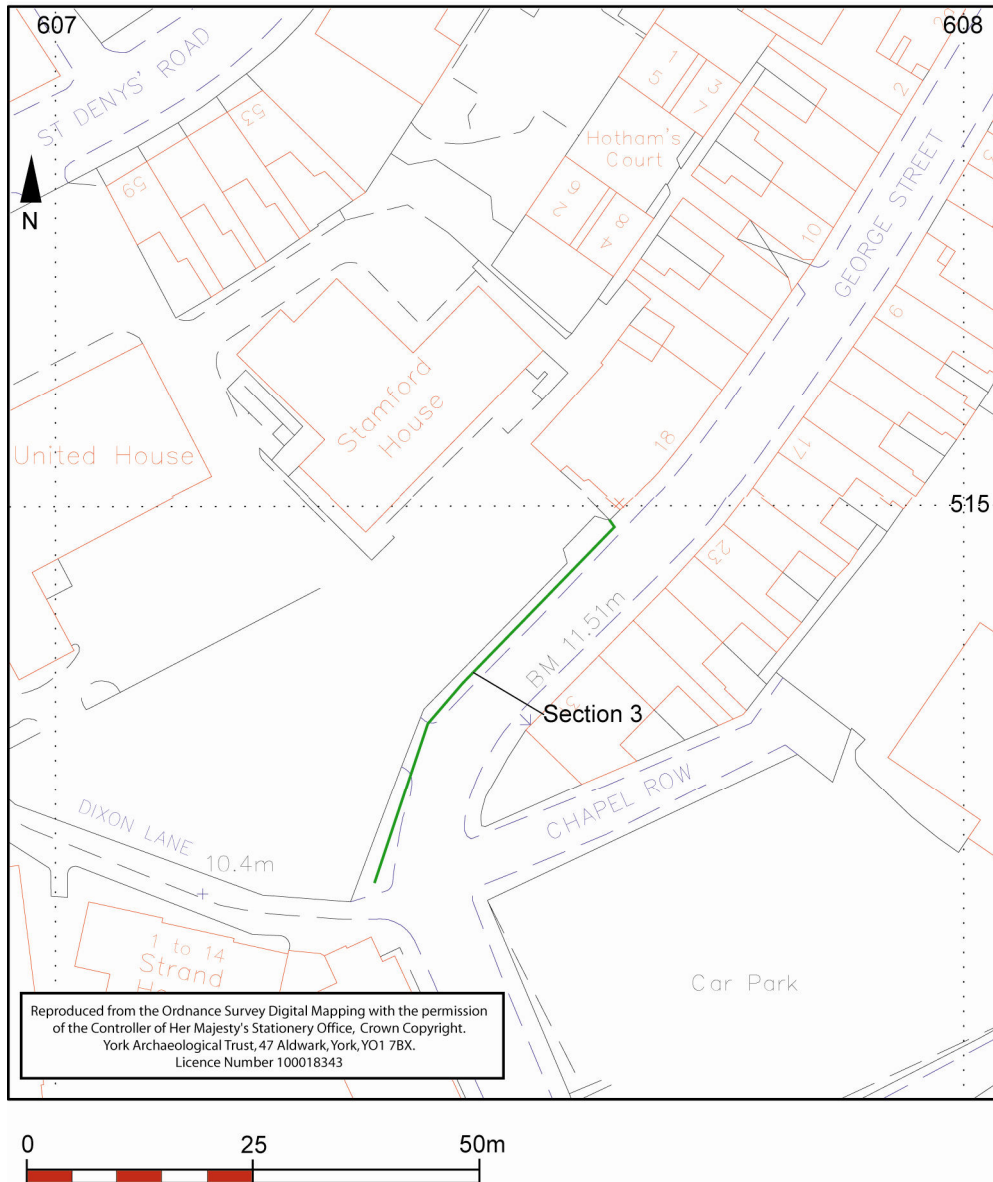 607
608
ST DENYS' ROAD
53
59
N
1
5
3
7
Hotham's
Court
9
2
8
4
2
10
GEORGE STREET
6
Stamford
House
United House
18
17
515
23
BM 11.51m
Section 3
CHAPEL ROW
DIXON LANE
10.4m
1 to 14
Strand
Car Park
Reproduced from the Ordnance Survey Digital Mapping with the permission
of the Controller of Her Majesty's Stationery Office, Crown Copyright.
York Archaeological Trust, 47 Aldwark, York, YO1 7BX.
Licence Number 100018343
0
25
50m